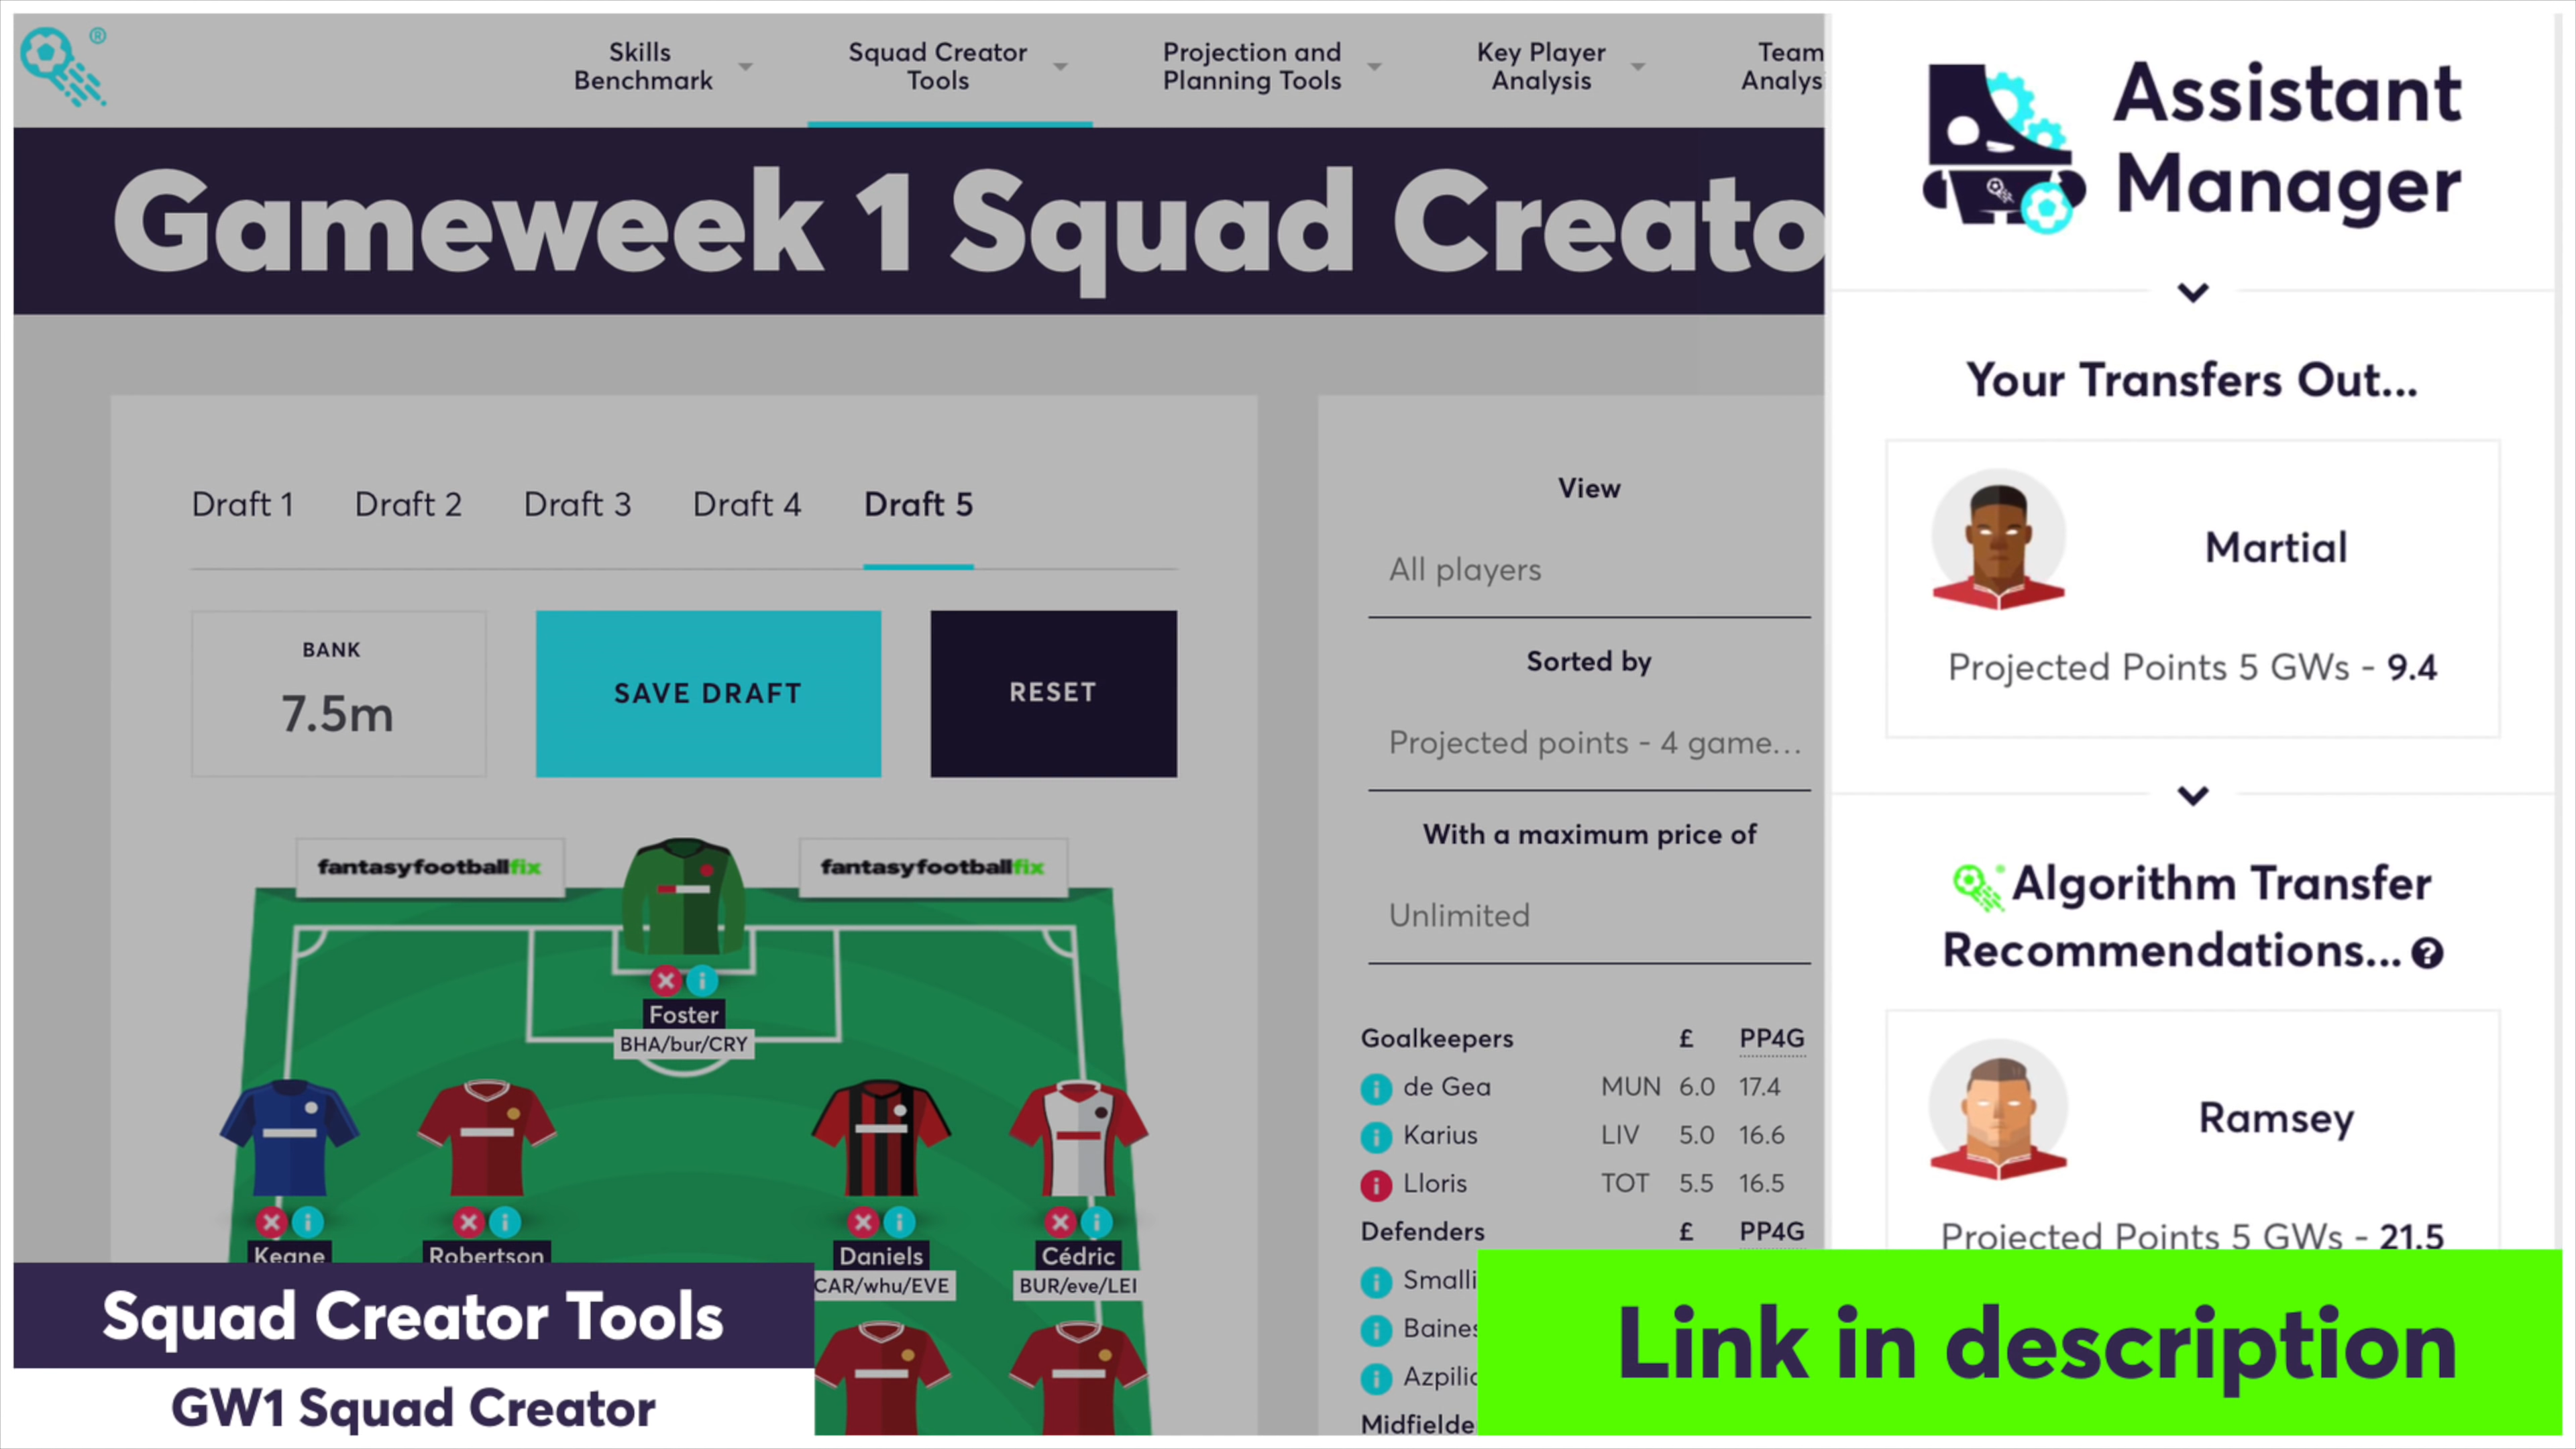 ®
Skills
Benchmark
Squad Creator
Tools
Projection and
Planning Tools
Key Player
Analysis
Team
Analys
Gameweek 1 Squad Creato
Draft 1
Draft 2
Draft 3
Draft 4
Draft 5
BANK
7.5m
SAVE DRAFT
RESET
fantasyfootballfix
fantasyfootballfix
Foster
BHA/bur/CRY
Keane
Robertson
Daniels
CAR/whu/EVE
Cédric
BUR/eve/LEI
View
All players
Sorted by
Projected points - 4 game...
With a maximum price of
Unlimited
Goalkeepers £ PP4G
de Gea MUN 6.0 17.4
Karius LIV 5.0 16.6
Lloris TOT 5.5 16.5
Defenders £ PP4G
Smalli
Baines
Azpilic
Midfielde
Assistant
Manager
Your Transfers Out...
Martial
Projected Points 5 GWs - 9.4
Algorithm Transfer
Recommendations... ?
Ramsey
Projected Points 5 GWs - 21.5
Squad Creator Tools
GW1 Squad Creator
Link in description